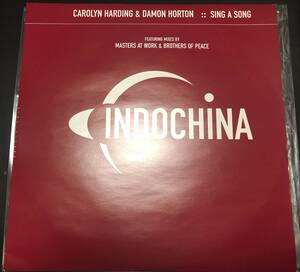 CAROLYN HARDING & DAMON HORTON :: SING A SONG
FEATURING MIXES BY
MASTERS AT WORK & BROTHERS OF PEACE
INDOCHINA